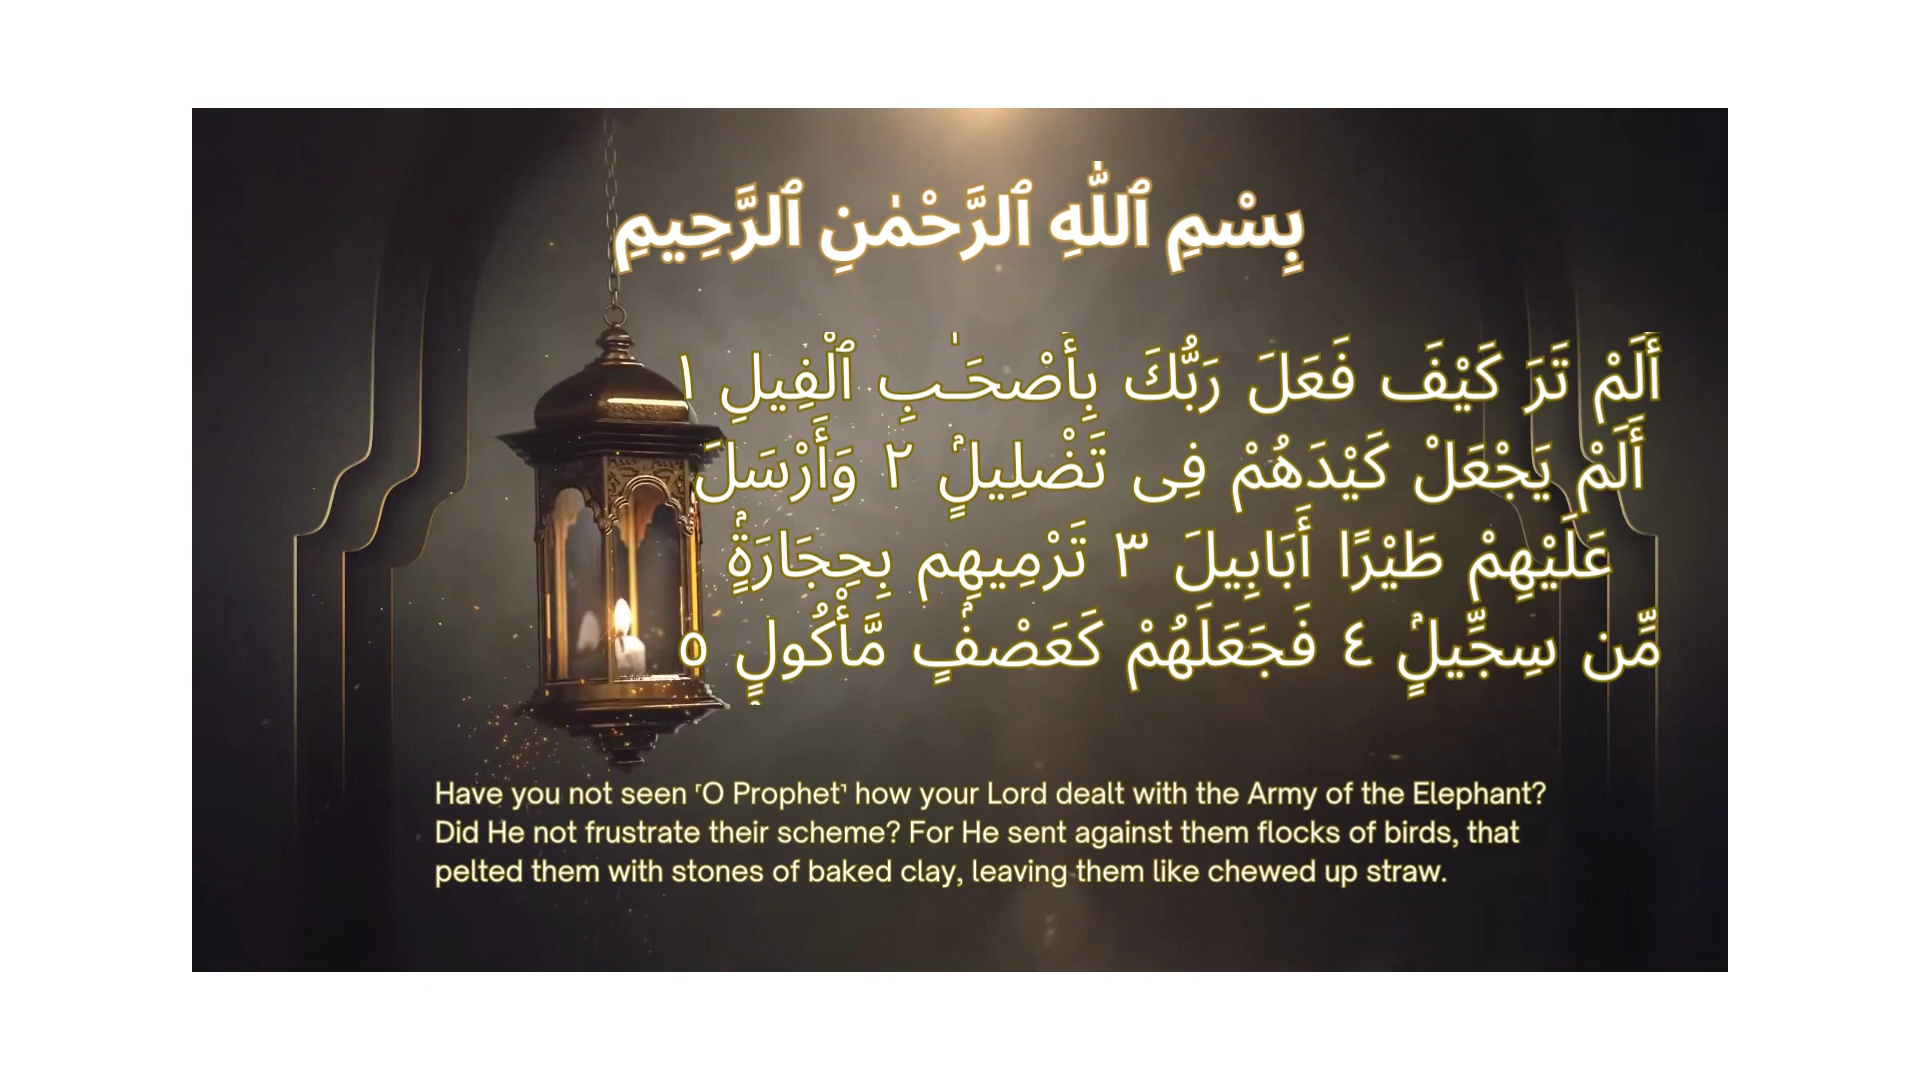 بِسْمِ ٱللَّهِ ٱلرَّحْمَٰنِ ٱلرَّحِيمِ
أَلَمْ تَرَ كَيْفَ فَعَلَ رَبُّكَ بِأَصْحَـٰبِ ٱلْفِيلِ ١
أَلَمْ يَجْعَلْ كَيْدَهُمْ فِى تَضْلِيلٍۢ ٢ وَأَرْسَلَ
عَلَيْهِمْ طَيْرًا أَبَابِيلَ ٣ تَرْمِيهِم بِحِجَارَةٍۢ
مِّن سِجِّيلٍۢ ٤ فَجَعَلَهُمْ كَعَصْفٍۢ مَّأْكُولٍۭ ٥
Have you not seen ˹O Prophet˺ how your Lord dealt with the Army of the Elephant?
Did He not frustrate their scheme? For He sent against them flocks of birds, that
pelted them with stones of baked clay, leaving them like chewed up straw.